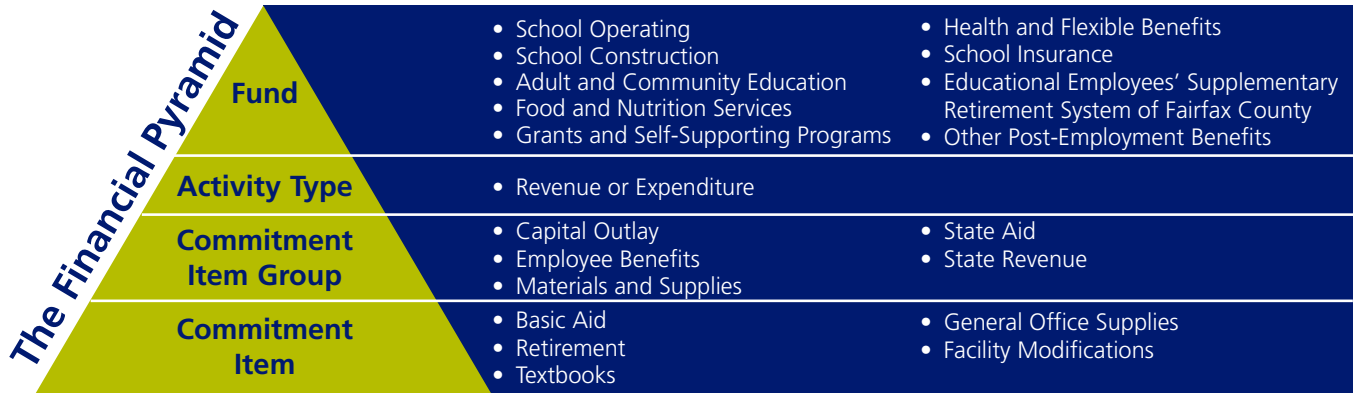 The Financial Pyramid
Fund
• School Operating
• School Construction
• Adult and Community Education
• Food and Nutrition Services
• Grants and Self-Supporting Programs
• Health and Flexible Benefits
• School Insurance
• Educational Employees’ Supplementary
Retirement System of Fairfax County
• Other Post-Employment Benefits
Activity Type
• Revenue or Expenditure
Commitment
Item Group
• Capital Outlay
• Employee Benefits
• Materials and Supplies
• State Aid
• State Revenue
Commitment
Item
• Basic Aid
• Retirement
• Textbooks
• General Office Supplies
• Facility Modifications